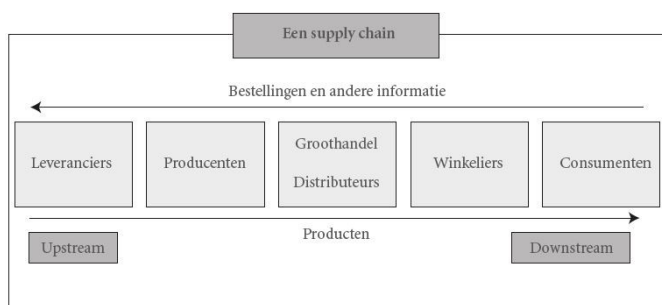 Een supply chain
Bestellingen en andere informatie
Leveranciers
Producenten
Groothandel
Distributeurs
Winkeliers
Consumenten
Producten
Upstream
Downstream